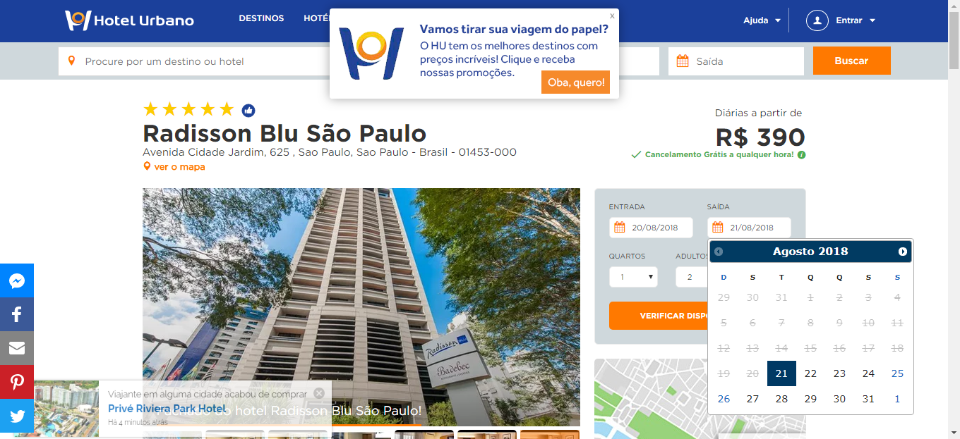 Hotel Urbano
DESTINOS
Ajuda
Entrar
x
Vamos tirar sua viagem do papel?
O HU tem os melhores destinos com
preços incríveis! Clique e receba
nossas promoções.
Oba, quero!
Procure por um destino ou hotel
Saída
Buscar
Radisson Blu São Paulo
Avenida Cidade Jardim, 625 , Sao Paulo, Sao Paulo - Brasil - 01453-000
ver o mapa
Diárias a partir de
R$ 390
Cancelamento Grátis a qualquer hora!
Radisson
Badebec
ENTRADA
SAÍDA
20/08/2018
21/08/2018
QUARTOS
ADULTOS
1
2
VERIFICAR DISP
Agosto 2018
D S T Q Q S S
29 30 31 1 2 3 4
5 6 7 8 9 10 11
12 13 14 15 16 17 18
19 20 21 22 23 24 25
26 27 28 29 30 31 1
Viajante em alguma cidade acabou de comprar
Privé Riviera Park Hotel
Há 4 minutos atrás
hotel Radisson Blu São Paulo!